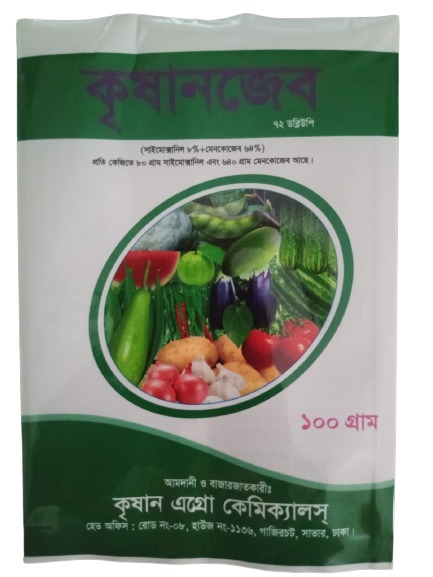 কৃষানজেব
৭২ ডব্লিউপি
(সাইমোক্সানিল ৮%+মেনকোজেব ৬৪%)
প্রতি কেজিতে ৮০ গ্রাম সাইমোক্সানিল এবং ৬৪০ গ্রাম মেনকোজেব আছে।
১০০ গ্রাম
আমদানী ও বাজারজাতকারীঃ
কৃষান এগ্রো কেমিক্যালস্
হেড অফিস : রোড নং-০৮, হাউজ নং-১১৩৬, গাজিরচট, সাভার, ঢাকা।